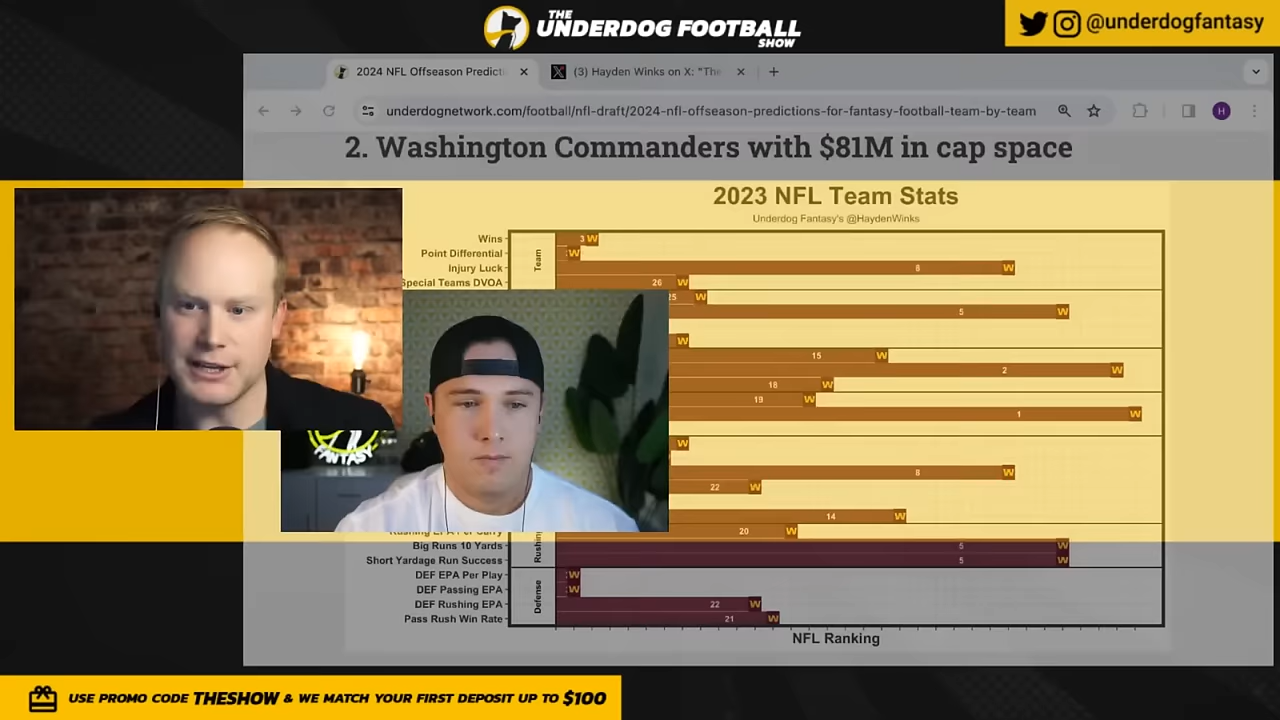 THE
UNDERDOG FOOTBALL
SHOW
@underdogfantasy
2024 NFL Offseason Predicti
(3) Hayden Winks on X: "The
underdognetwork.com/football/nfl-draft/2024-nfl-offseason-predictions-for-fantasy-football-team-by-team
H
2. Washington Commanders with $81M in cap space
2023 NFL Team Stats
Underdog Fantasy's @HaydenWinks
Wins
Point Differential
Injury Luck 8
Special Teams DVOA 26
Team
5
15
2
18
19
1
8
22
14
20
Big Runs 10 Yards
Short Yardage Run Success 5
Rushing
DEF EPA Per Play
DEF Passing EPA
DEF Rushing EPA 22
Pass Rush Win Rate 21
Defense
NFL Ranking
FANTASY
USE PROMO CODE THESHOW & WE MATCH YOUR FIRST DEPOSIT UP TO $100